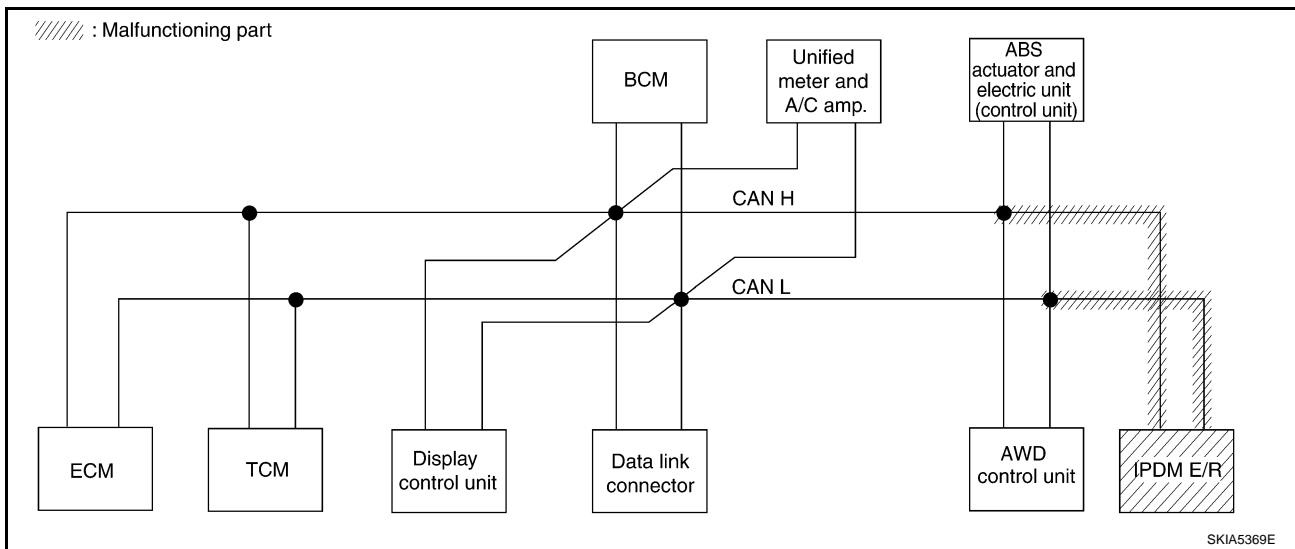 : Malfunctioning part
BCM
Unified
meter and
A/C amp.
ABS
actuator and
electric unit
(control unit)
CAN H
CAN L
ECM
TCM
Display
control unit
Data link
connector
AWD
control unit
IPDM E/R
SKIA5369E